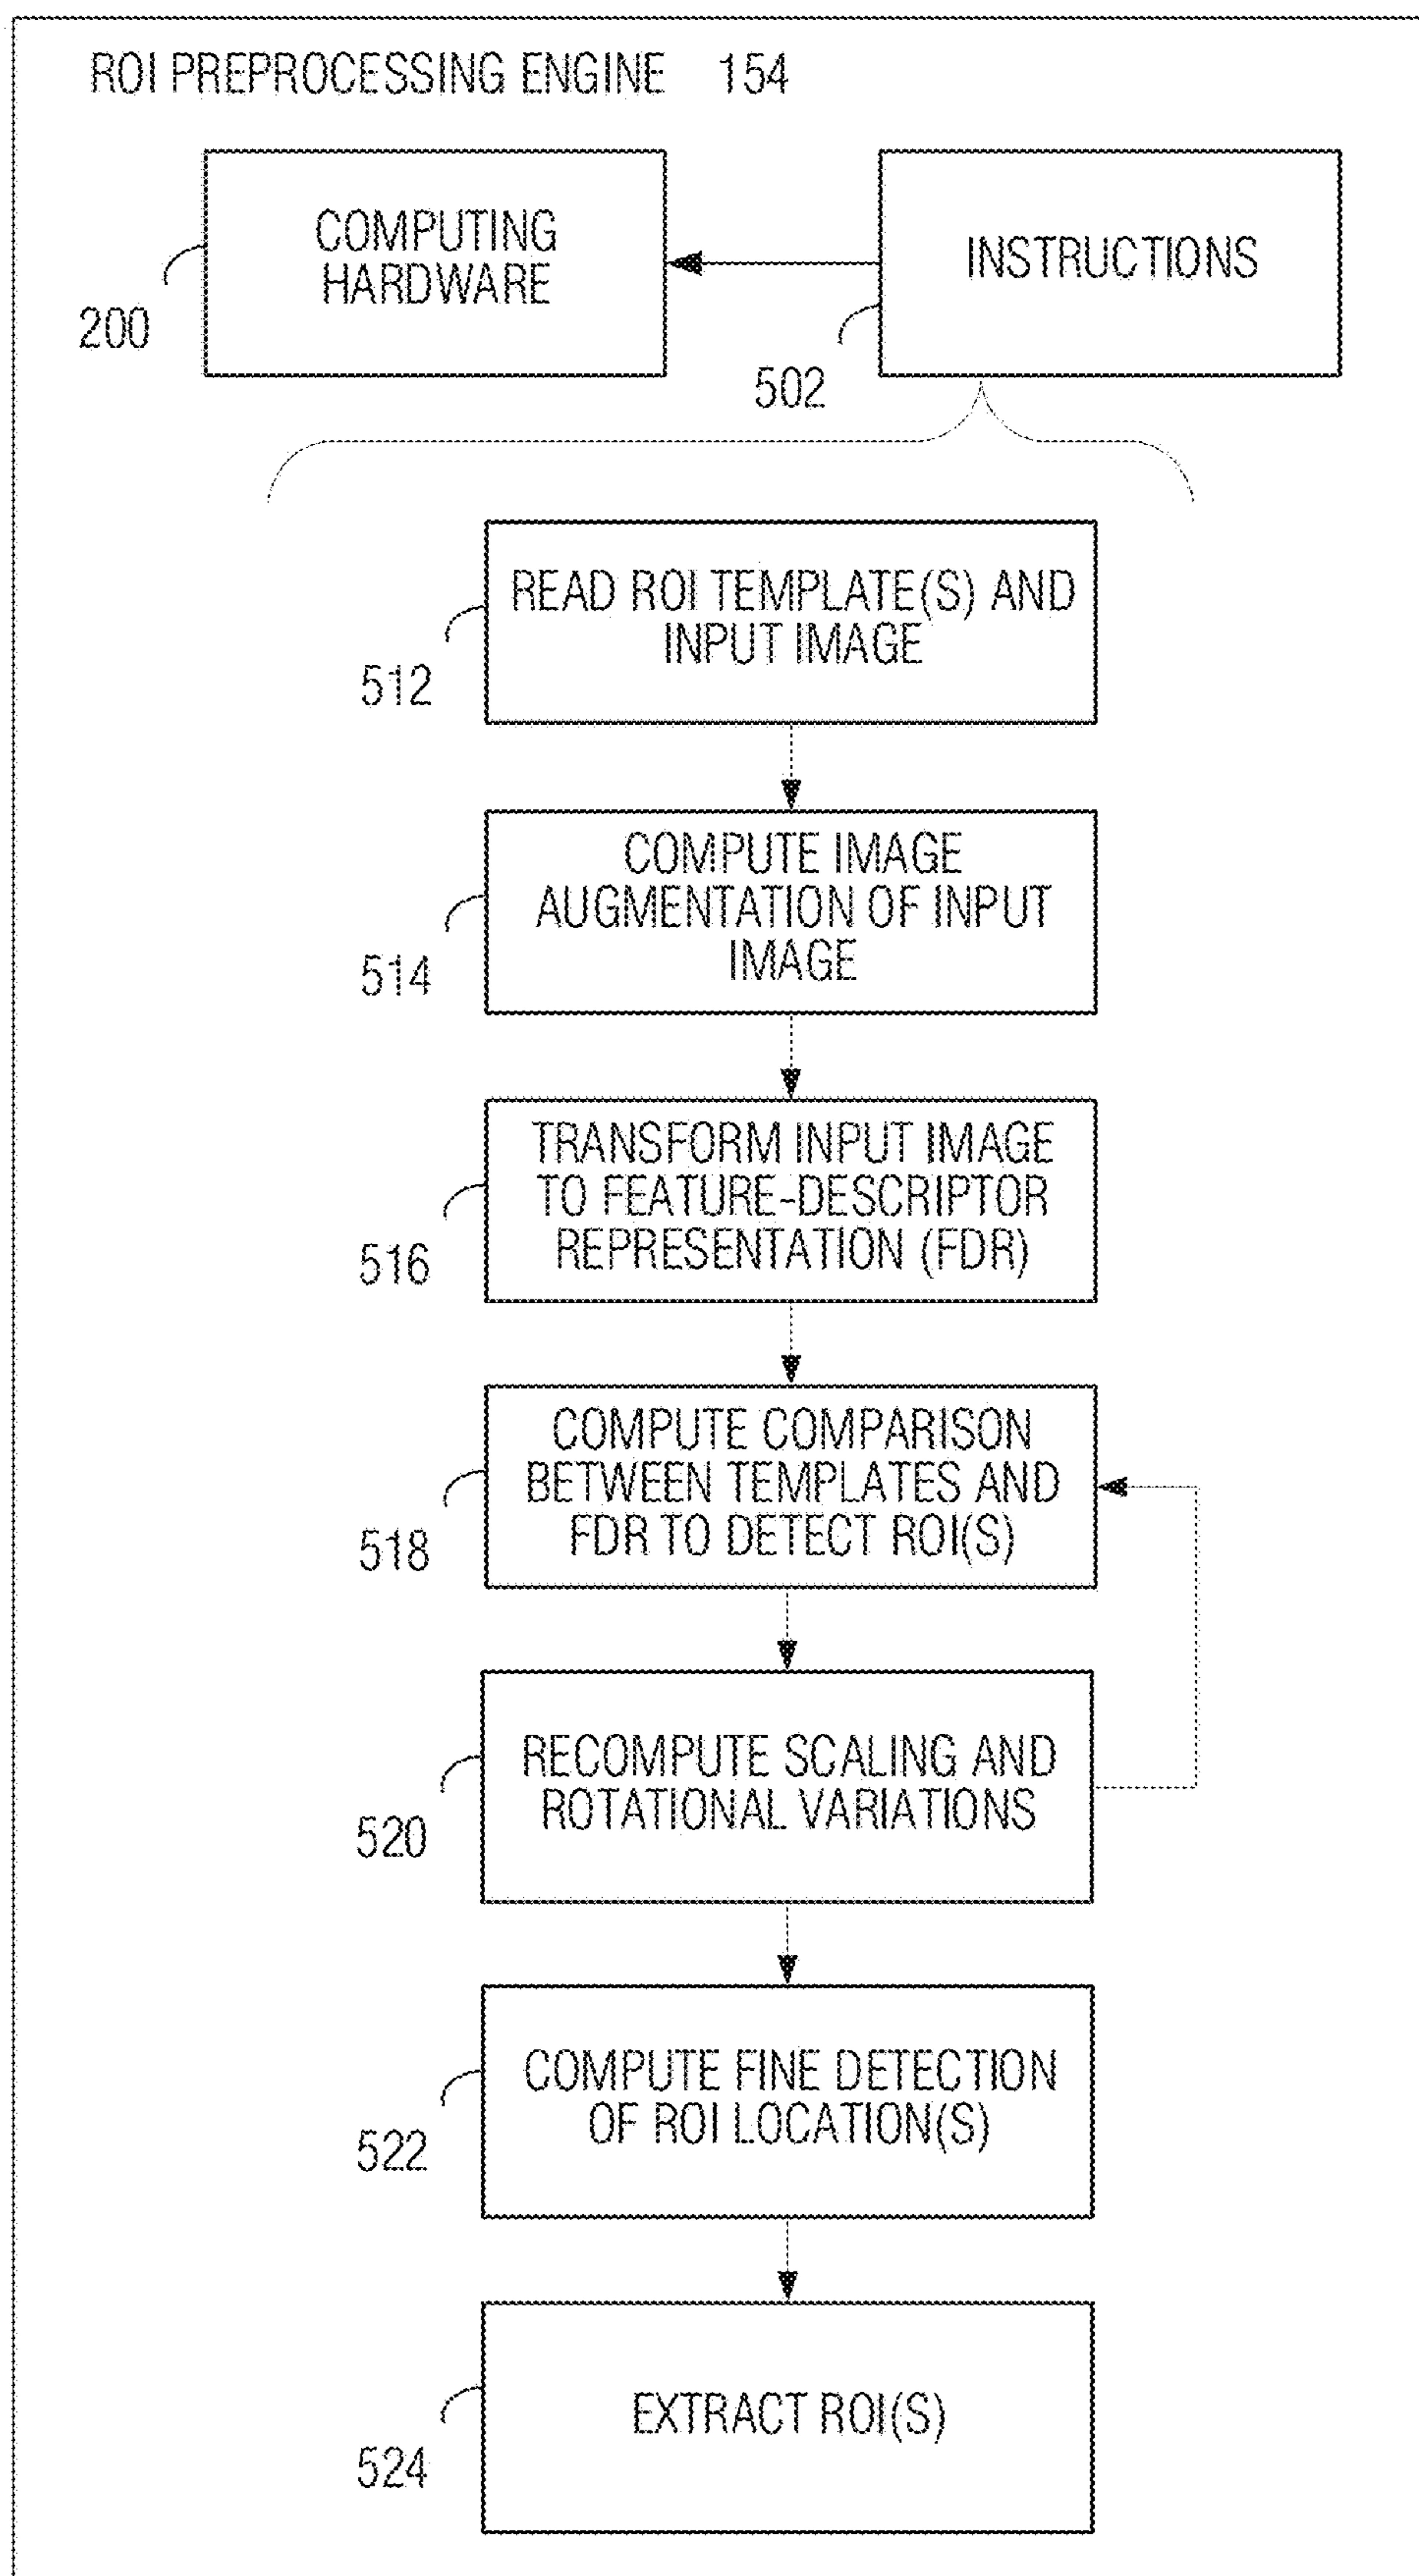 ROI PREPROCESSING ENGINE 154
COMPUTING
HARDWARE
200
INSTRUCTIONS
502
READ ROI TEMPLATE(S) AND
INPUT IMAGE
512
COMPUTE IMAGE
AUGMENTATION OF INPUT
IMAGE
514
TRANSFORM INPUT IMAGE
TO FEATURE-DESCRIPTOR
REPRESENTATION (FDR)
516
COMPUTE COMPARISON
BETWEEN TEMPLATES AND
FDR TO DETECT ROI(S)
518
RECOMPUTE SCALING AND
ROTATIONAL VARIATIONS
520
COMPUTE FINE DETECTION
OF ROI LOCATION(S)
522
EXTRACT ROI(S)
524